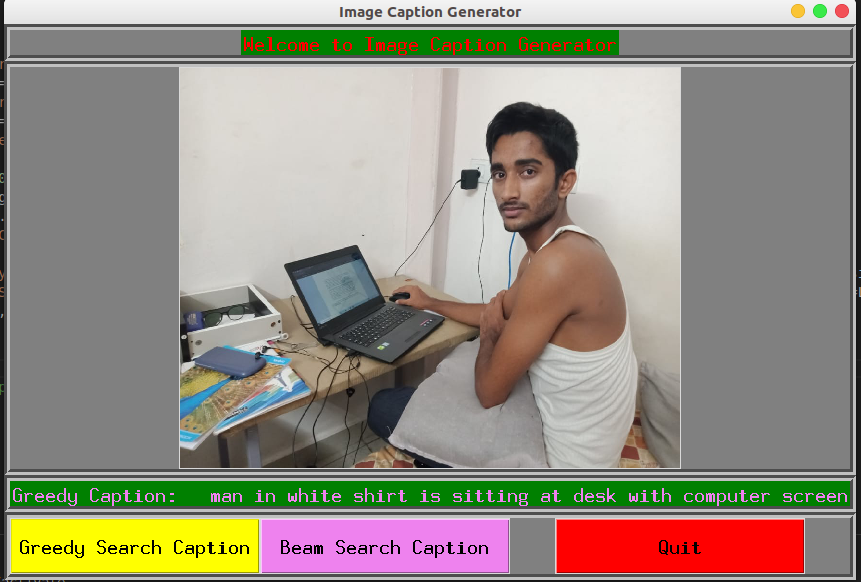 Image Caption Generator
Welcome to Image Caption Generator
Greedy Caption: man in white shirt is sitting at desk with computer screen
Greedy Search Caption
Beam Search Caption
Quit